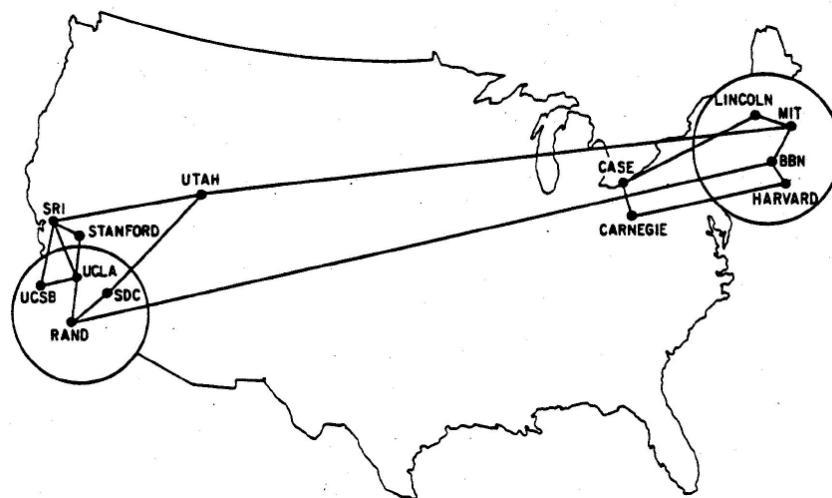 LINCOLN
MIT
BBN
CASE
HARVARD
UTAH
SRI
STANFORD
CARNEGIE
UCLA
UCSB
SDC
RAND